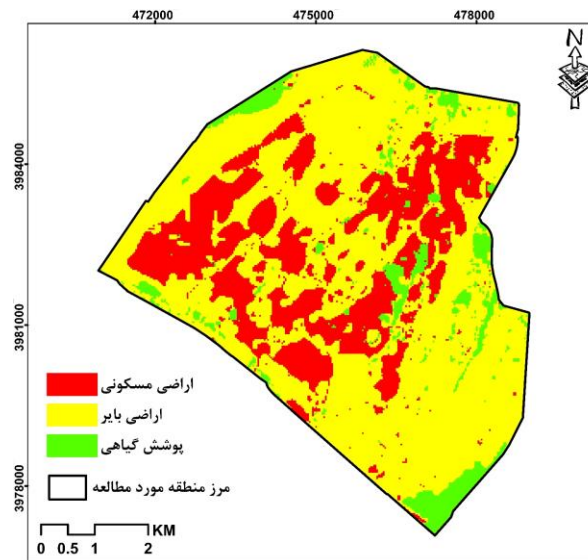 472000 475000 478000
N
3984000
3981000
3978000
اراضی مسکونی
اراضی بایر
پوشش گیاهی
مرز منطقه مورد مطالعه
KM
0 0.5 1 2